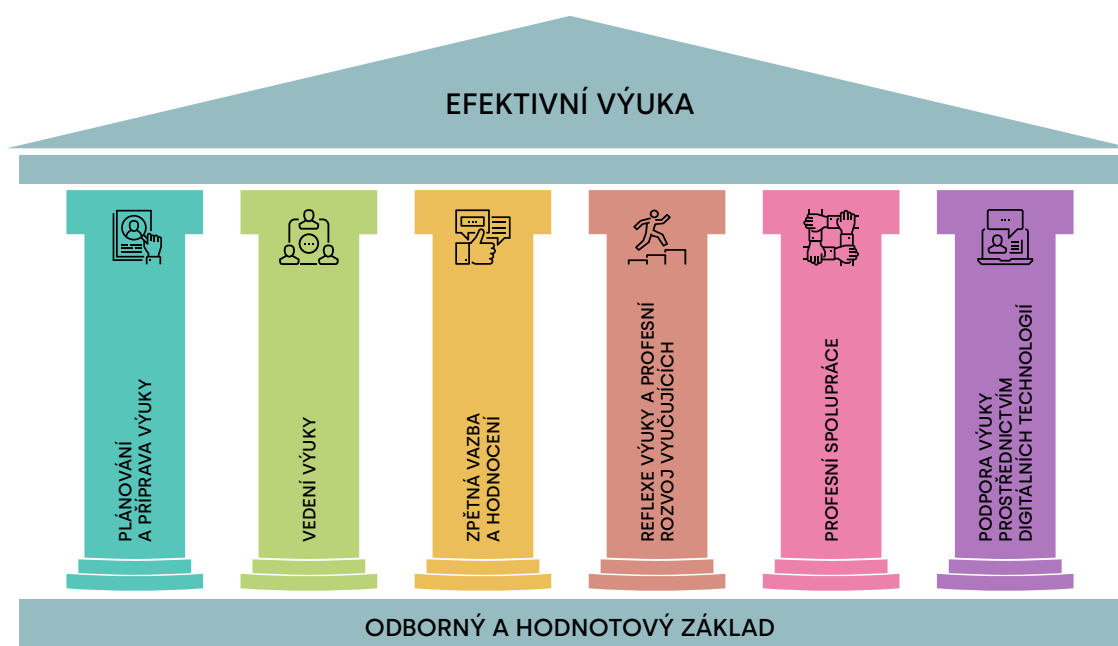 EFEKTIVNÍ VÝUKA
PLÁNOVÁNÍ
A PŘÍPRAVA VÝUKY
VEDENÍ VÝUKY
ZPĚTNÁ VAZBA
A HODNOCENÍ
REFLEXE VÝUKY A PROFESNÍ
ROZVOJ VYUČUJÍCÍCH
PROFESNÍ SPOLUPRÁCE
PODPORA VÝUKY
PROSTŘEDNICTVÍM
DIGITÁLNÍCH TECHNOLOGIÍ
ODBORNÝ A HODNOTOVÝ ZÁKLAD